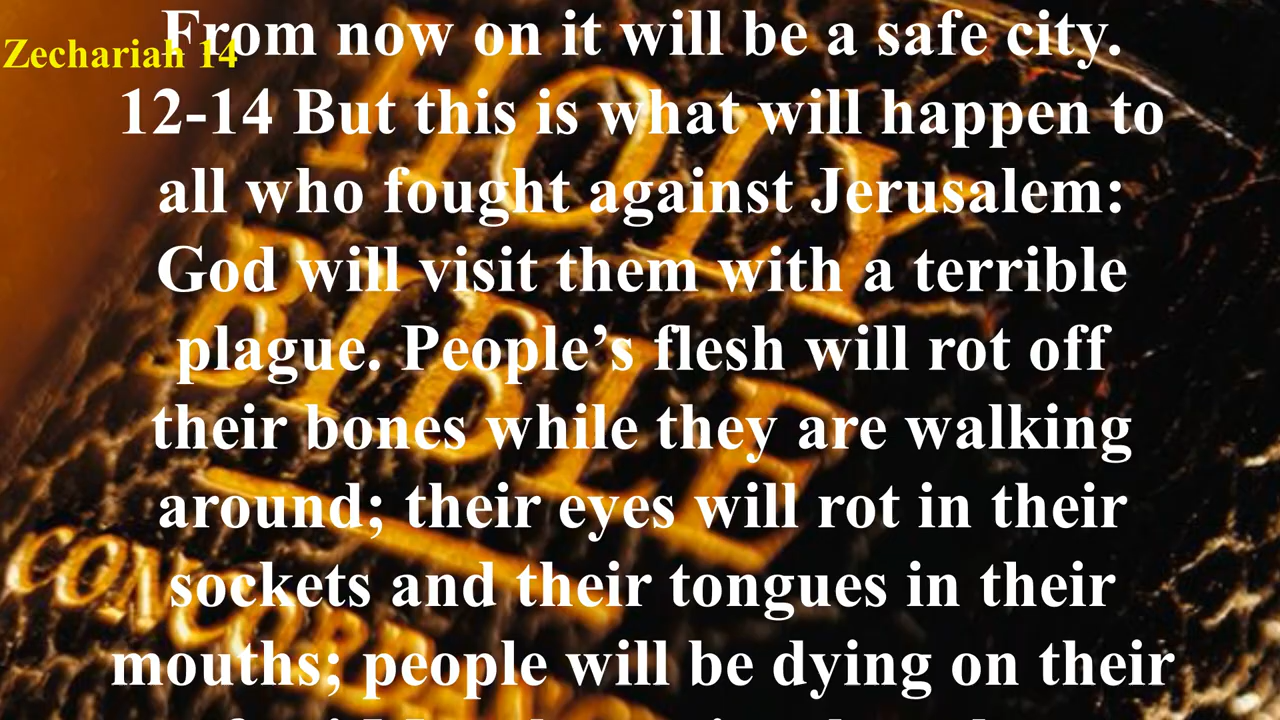 Zechariah 14
From now on it will be a safe city.
12-14 But this is what will happen to
all who fought against Jerusalem:
God will visit them with a terrible
plague. People’s flesh will rot off
their bones while they are walking
around; their eyes will rot in their
sockets and their tongues in their
mouths; people will be dying on their
HOLY
BIBLE